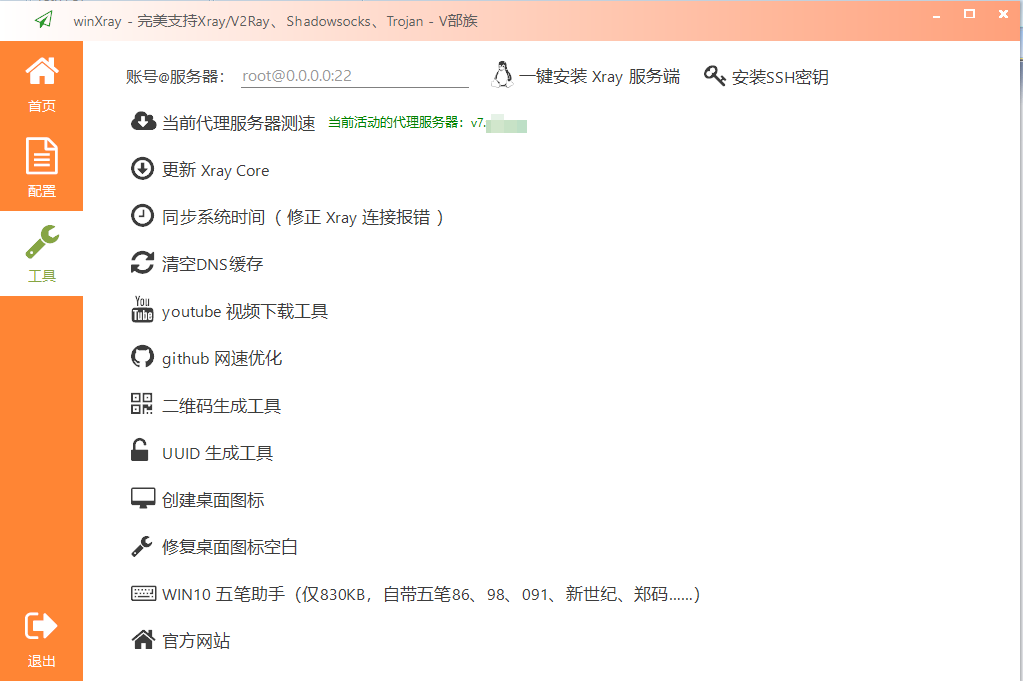 winXray - 完美支持Xray/V2Ray、Shadowsocks、Trojan - V部族
首页
配置
工具
退出
账号@服务器： root@0.0.0.0:22 一键安装 Xray 服务端 安装SSH密钥
当前代理服务器测速 当前活动的代理服务器：v7.
更新 Xray Core
同步系统时间（ 修正 Xray 连接报错 ）
清空DNS缓存
You Tube youtube 视频下载工具
github 网速优化
二维码生成工具
UUID 生成工具
创建桌面图标
修复桌面图标空白
WIN10 五笔助手（仅830KB，自带五笔86、98、091、新世纪、郑码......）
官方网站